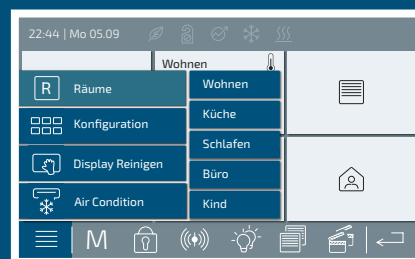 22:44 | Mo 05.09
Wohnen
R Räume
Wohnen
Küche
Konfiguration
Schlafen
Display Reinigen
Büro
Air Condition
Kind
M